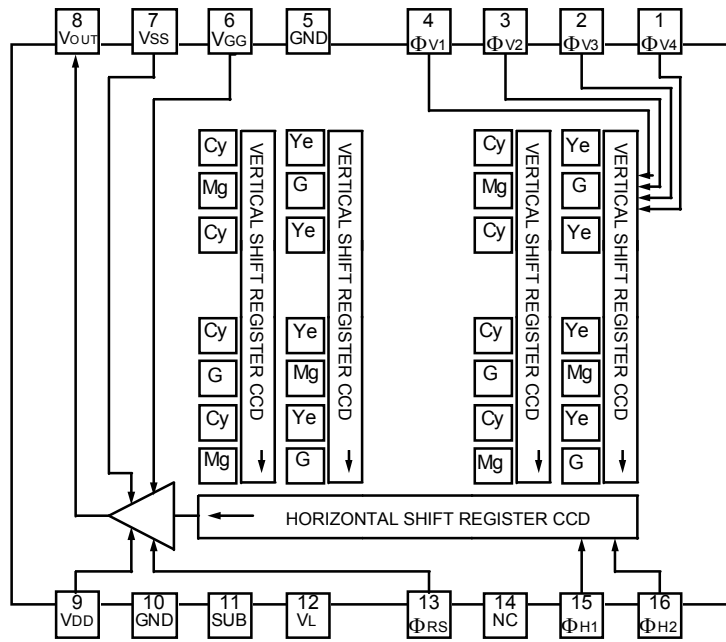 8 7 6 5 4 3 2 1
VOUT VSS VGG GND ΦV1 ΦV2 ΦV3 ΦV4
Cy Ye Cy Ye
Mg G Mg G
Cy Ye Cy Ye
Cy Ye Cy Ye
G Mg G Mg
Cy Ye Cy Ye
Mg G Mg G
VERTICAL SHIFT REGISTER CCD
VERTICAL SHIFT REGISTER CCD
VERTICAL SHIFT REGISTER CCD
VERTICAL SHIFT REGISTER CCD
HORIZONTAL SHIFT REGISTER CCD
9 10 11 12 13 14 15 16
VDD GND SUB VL ΦRS NC ΦH1 ΦH2